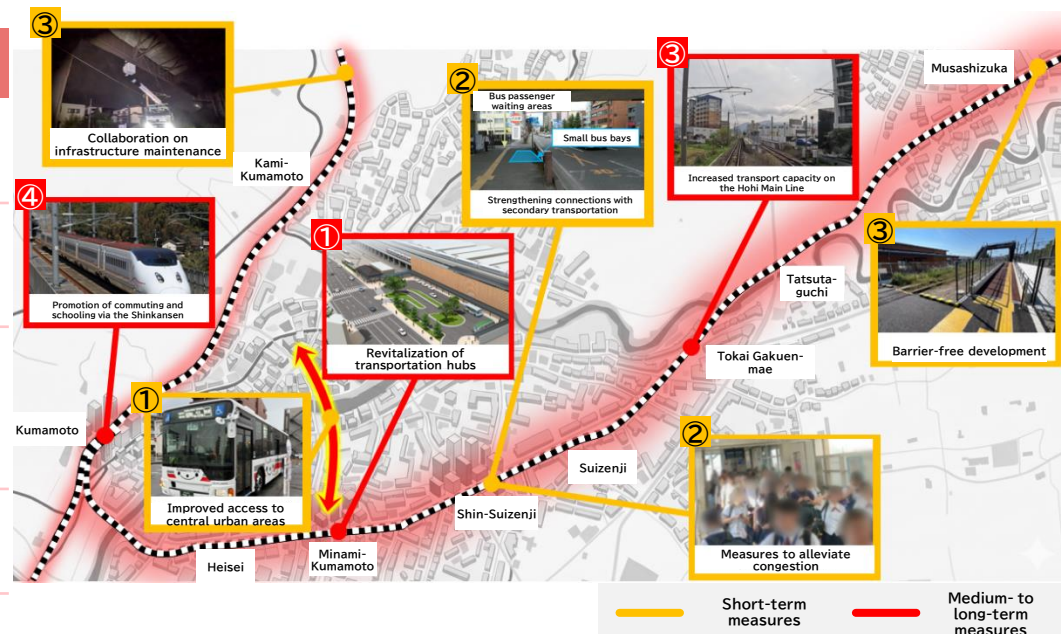 ③
Collaboration on
infrastructure maintenance
Kami-
Kumamoto
②
Bus passenger
waiting areas
Small bus bays
Strengthening connections with
secondary transportation
③
Increased transport capacity on
the Hohi Main Line
Musashizuka
④
Promotion of commuting and
schooling via the Shinkansen
①
Revitalization of
transportation hubs
Tatsuta-
guchi
③
Barrier-free development
Tokai Gakuen-
mae
Kumamoto
①
Improved access to
central urban areas
②
Measures to alleviate
congestion
Suizenji
Shin-Suizenji
Minami-
Kumamoto
Heisei
Short-term
measures
Medium- to
long-term
measures